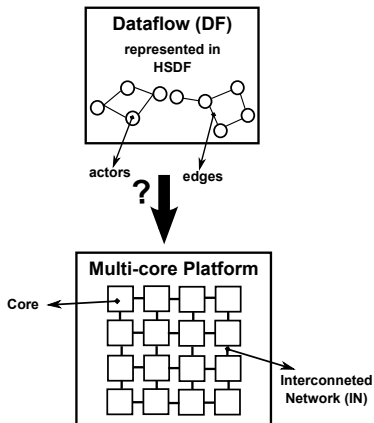 Dataflow (DF)
represented in
HSDF
actors
edges
?
Multi-core Platform
Core
Interconneted
Network (IN)